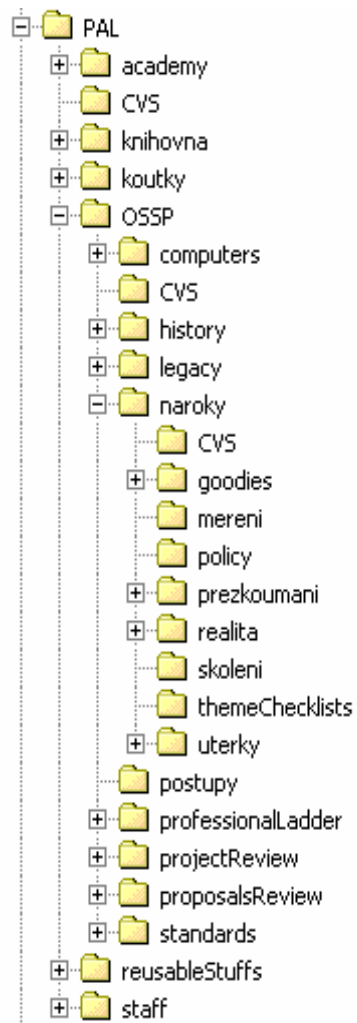 PAL
academy
CVS
knihovna
koutky
OSSP
computers
CVS
history
legacy
naroky
CVS
goodies
mereni
policy
prezkoumani
realita
skoleni
themeChecklists
uterky
postupy
professionalLadder
projectReview
proposalsReview
standards
reusableStuffs
staff